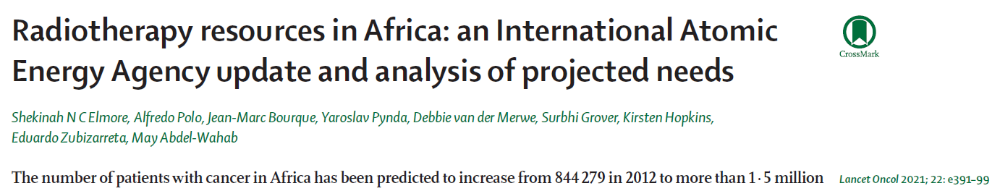 Radiotherapy resources in Africa: an International Atomic
Energy Agency update and analysis of projected needs
CrossMark
Shekinah N C Elmore, Alfredo Polo, Jean-Marc Bourque, Yaroslav Pynda, Debbie van der Merwe, Surbhi Grover, Kirsten Hopkins,
Eduardo Zubizarreta, May Abdel-Wahab
The number of patients with cancer in Africa has been predicted to increase from 844 279 in 2012 to more than 1·5 million
Lancet Oncol 2021; 22: e391–99